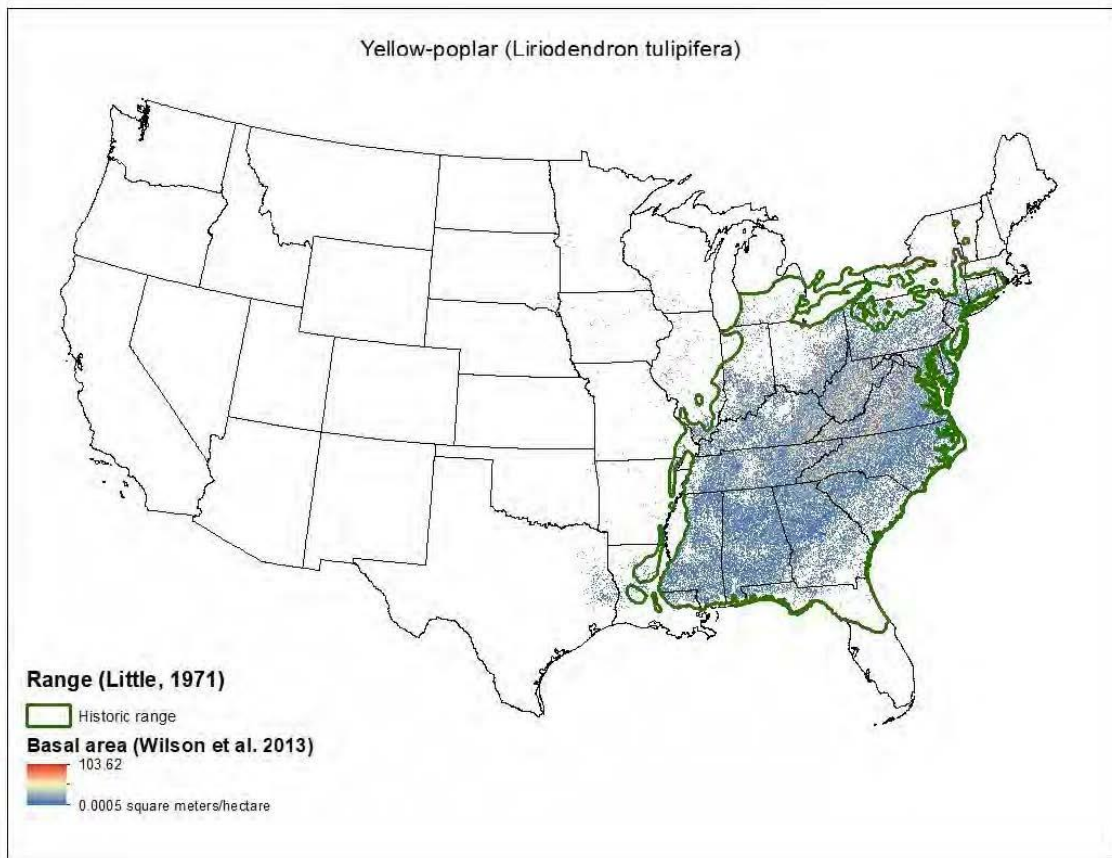 Yellow-poplar (Liriodendron tulipifera)
Range (Little, 1971)
Historic range
Basal area (Wilson et al. 2013)
103.62
0.0005 square meters/hectare